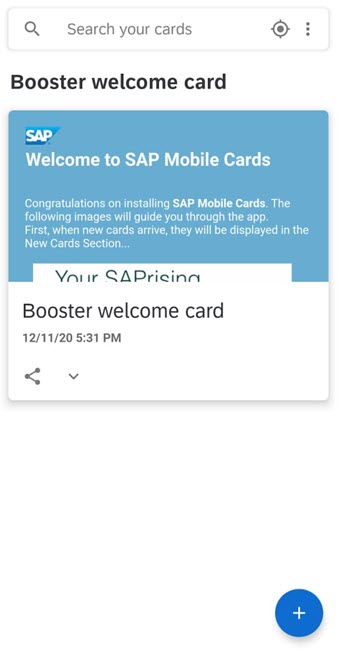 Search your cards
Booster welcome card
SAP
Welcome to SAP Mobile Cards
Congratulations on installing SAP Mobile Cards. The
following images will guide you through the app.
First, when new cards arrive, they will be displayed in the
New Cards Section...
Your SAPrising
Booster welcome card
12/11/20 5:31 PM